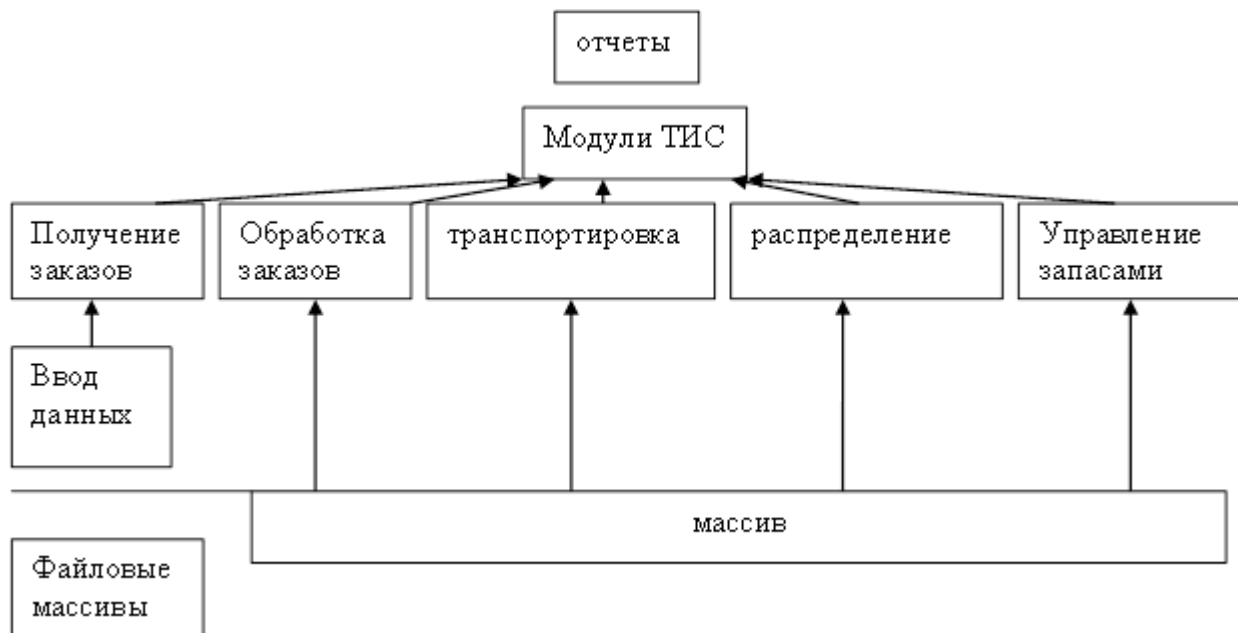 отчеты
Модули ТИС
Получение
заказов
Обработка
заказов
транспортировка
распределение
Управление
запасами
Ввод
данных
массив
Файловые
массивы